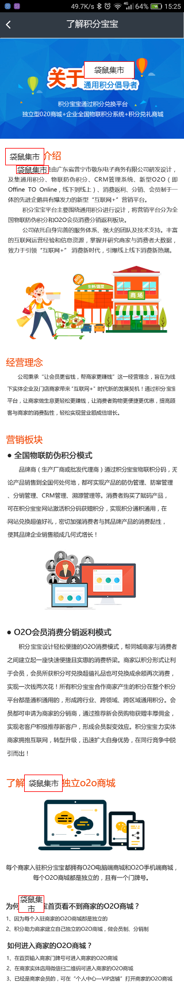 49.7K/s 4G 64% 15:25
了解积分宝宝
关于 袋鼠集市
通用积分倡导者
积分宝宝通过积分兑换平台
独立型020商城+企业全国物联积分系统+积分兑礼商城
袋鼠集市 介绍
袋鼠集市 是由广东省普宁市敬东电子商务有限公司研发设计，
及集通用积分、物联防伪积分、CRM管理系统、新型O2O（即
Offine TO Online，线下到线上）、消费返利、分销、会员制于一
体的先进企鹅具有爆发力的新型“互联网+”营销平台。
积分宝宝平台主要围绕通用积分进行设计，将营销平台分为全
国物联防伪积分和O2O会员消费分销返利板块。
公司依托自身完善的服务体系、强大的团队及技术支持。丰富
的互联网运营经验和信息资源，掌握并研究商家与消费者大数据，
致力于引领“互联网+” 消费新时代，引爆线上线下消费新热潮。
BIG
生鲜/蔬菜
商场
经营理念
公司秉承“让会员更省钱，帮商家更赚钱”这一经营理念，旨在为线
下实体企业及门店商家带来“互联网+”时代新的发展契机！通过积分宝宝
平台，让商家做生意更轻松更赚钱，让消费者购物更便捷更优惠，提高顾
客与商家的消费黏性，轻松实现营业额成倍增长。
营销板块
● 全国物联防伪积分模式
品牌商（生产厂商或批发代理商）通过积分宝宝物联积分码，无
论产品销售到全国何处何地，都可实现产品的防伪管理、防窜管理
、分销管理、CRM管理、溯源管理等。消费者购买了赋码产品，
可在积分宝宝网站激活积分码获赠积分，实现积分通积通用，在
网站兑换超值好礼，密切加强消费者与其品牌产品的消费黏性，
使其品牌企业销售额成几何式增长！
● O2O会员消费分销返利模式
积分宝宝设计轻松便捷的O2O消费模式，帮同城商家与消费者
之间建立起一座快速便捷且实惠的消费桥梁。商家以积分形式让利
于会员，会员所获积分可兑换超值礼品也可兑换成余额再次消费，
实现一次钱两次花！所有积分宝宝合作商家产生的积分在整个积分
平台都是通积通用的，形成跨行业、跨领域、跨区域通用积分。会
员都可申请为商家的分销商，通过推荐新会员购物获赠丰厚佣金，
实现老客户积极推荐新客户，形成会员裂变效应。积分宝宝力实体
商家拥抱互联网，转型升级，迅速扩大自身优势，在同行竞争中脱
引而出！
了解 袋鼠集市 独立o2o商城
每个商家入驻积分宝宝都拥有O2O电脑端商城和O2O手机端商城，
每个O2O商城都是独立的，且有一个门牌号。
为何 袋鼠集市 宝首页看不到商家的O2O商城？
1、因为每个入驻商家的O2O商城都是独立的
2、积分助力商家建立自己独立的O2O商城，做会员制、分销制
如何进入商家的O2O商城？
1、在首页输入商家门牌号可进入商家的O2O商城
2、在商家实体店用微信扫二维码可进入商家的O2O商城
3、已经是商家会员的，可在“个人中心—VIP店铺”打开商家的O2O商城